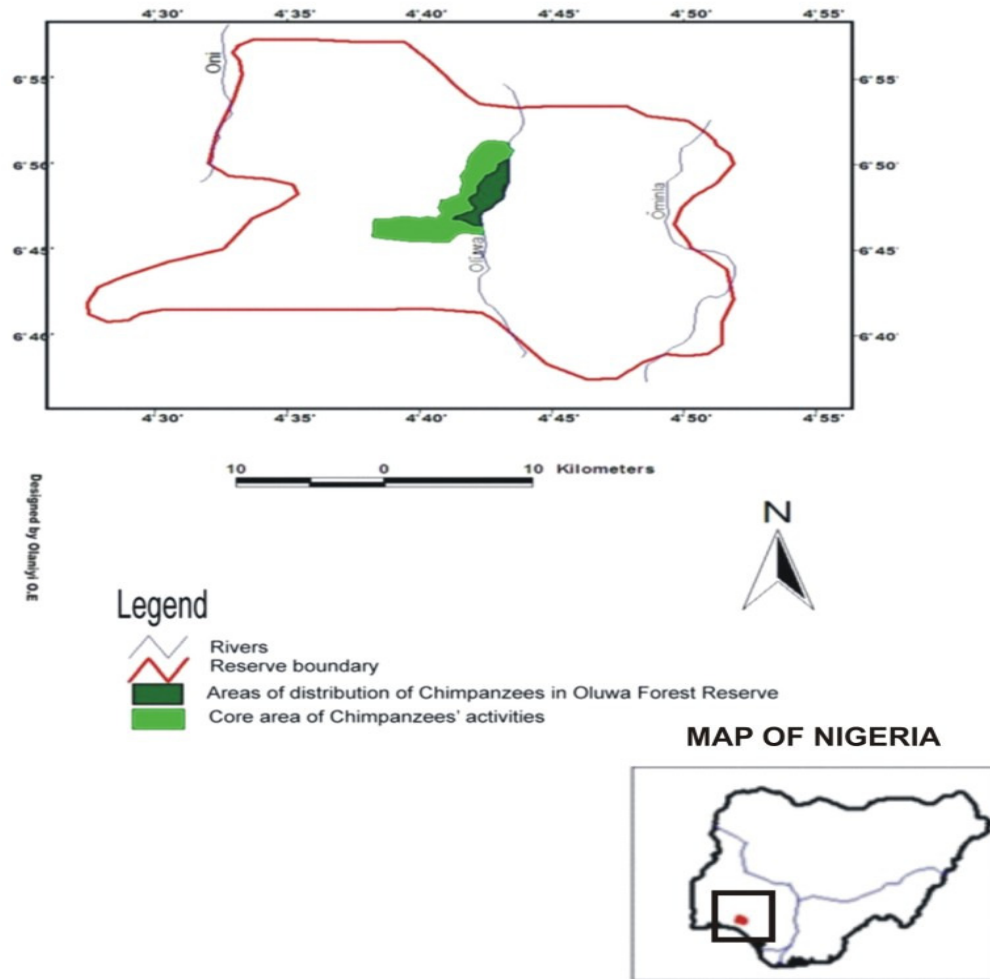 4°30' 4°35' 4°40' 4°45' 4°50' 4°55'
Oni
6°55' 6°55'
6°50' 6°50'
Ominla
6°45' 6°45'
Oluwa
6°40' 6°40'
4°30' 4°35' 4°40' 4°45' 4°50' 4°55'
10 0 10 Kilometers
Designed by Olaniyi O.E
N
Legend
Rivers
Reserve boundary
Areas of distribution of Chimpanzees in Oluwa Forest Reserve
Core area of Chimpanzees' activities
MAP OF NIGERIA